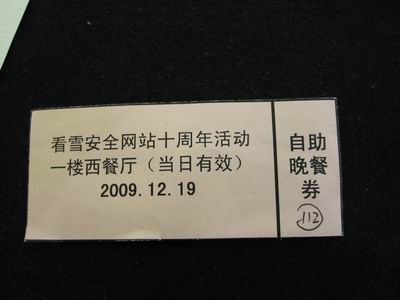 看雪安全网站十周年活动
一楼西餐厅（当日有效）
2009.12.19
自助
晚餐
券
112